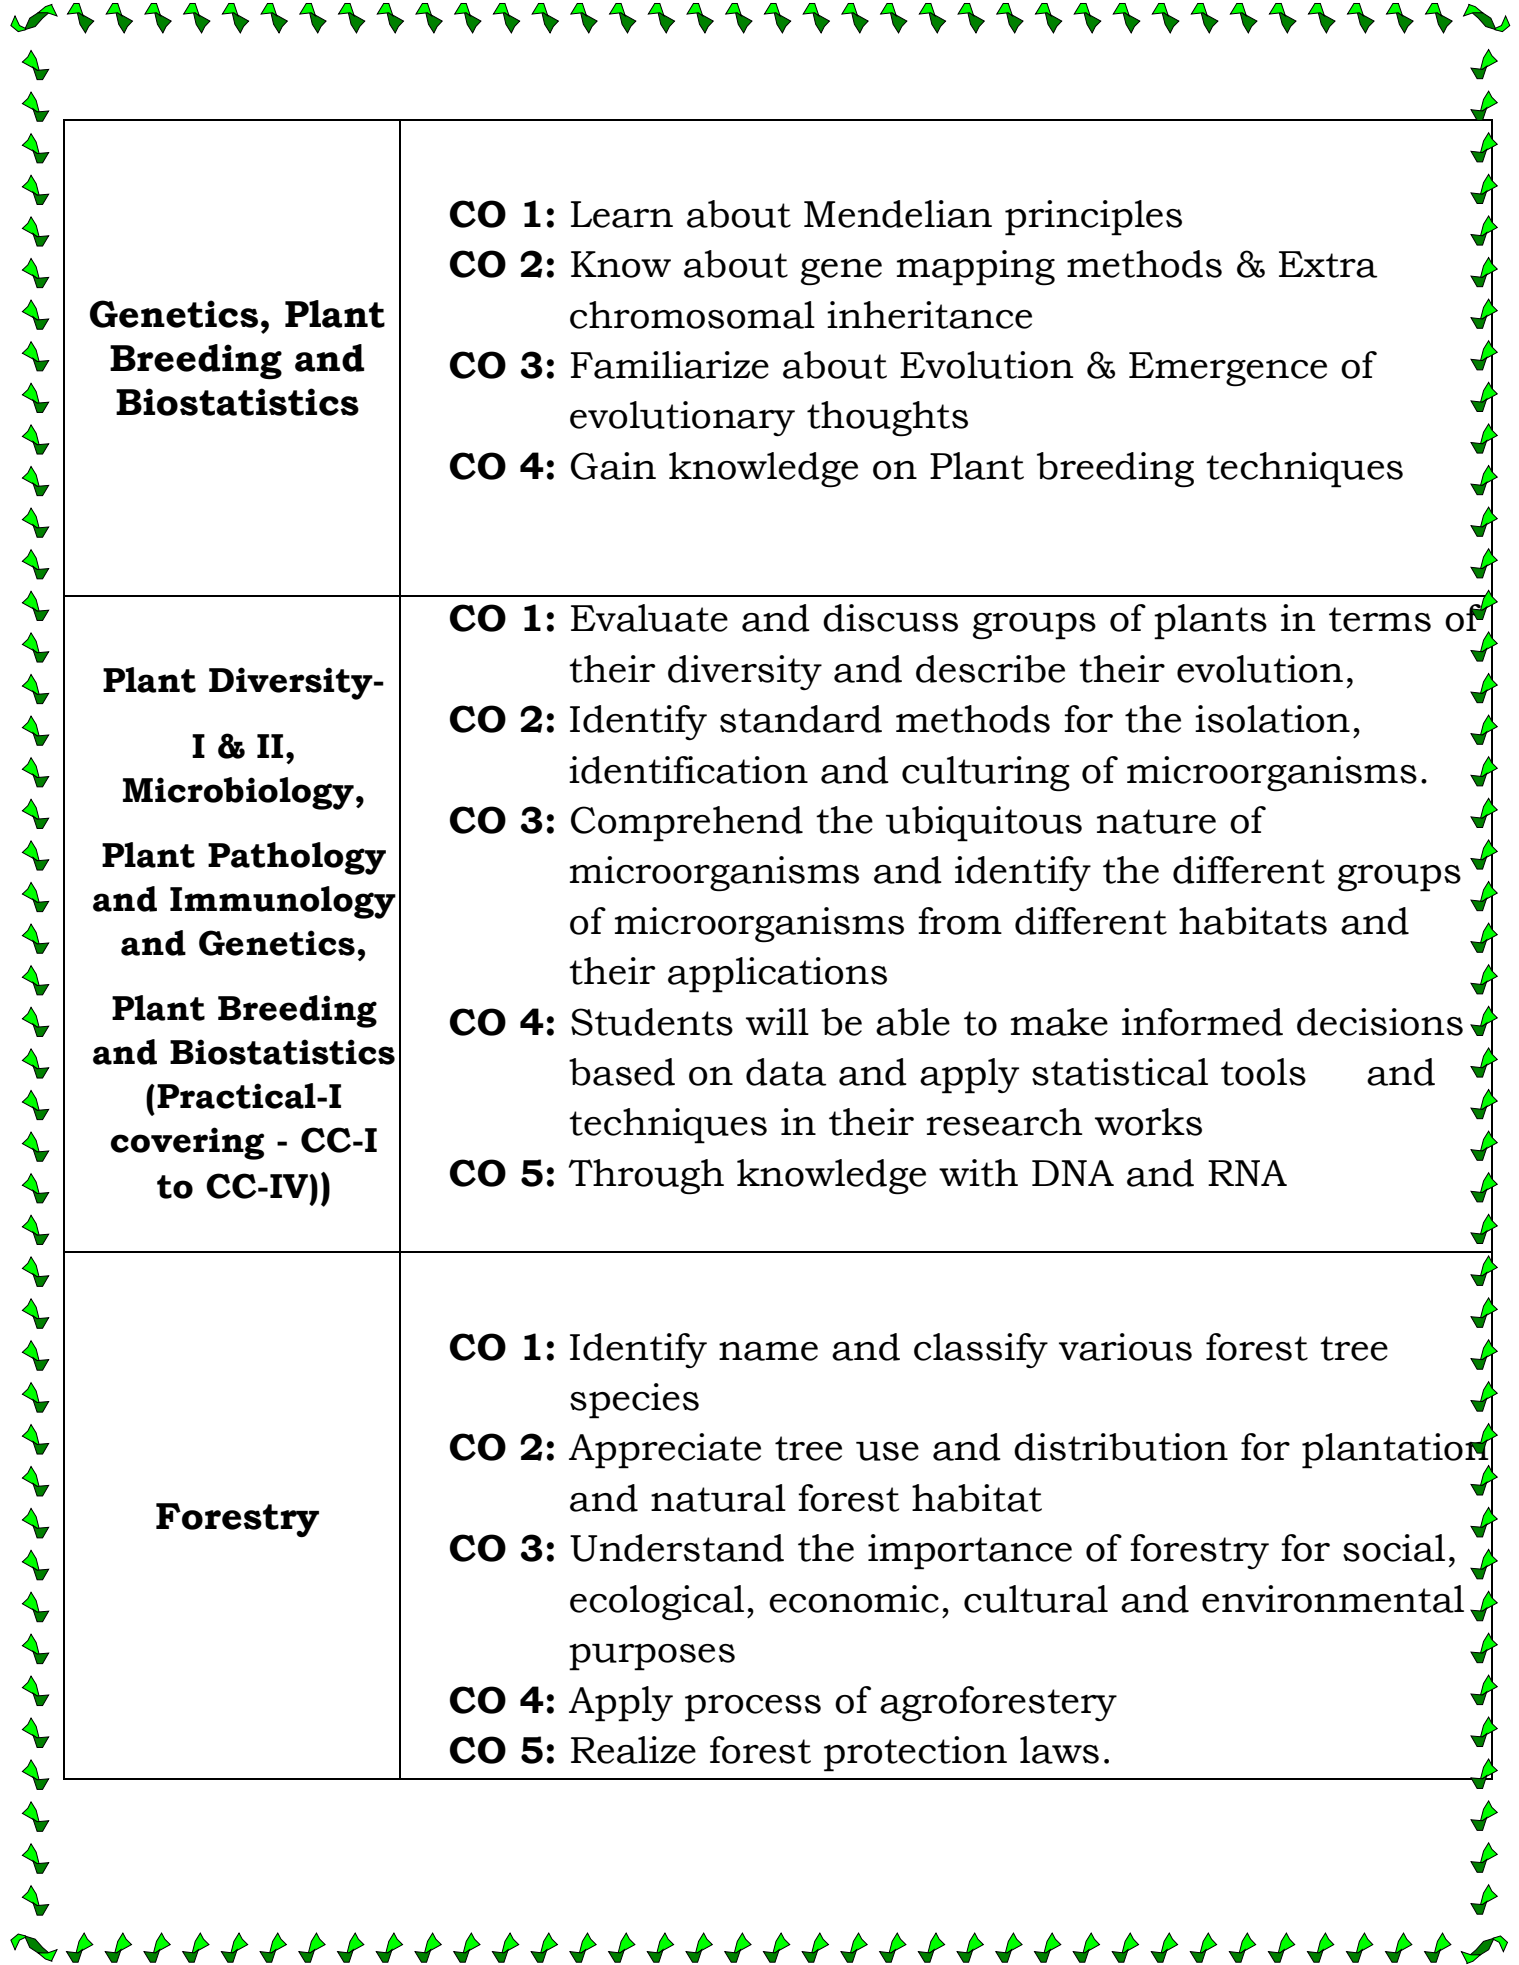 Genetics, Plant
Breeding and
Biostatistics
CO 1: Learn about Mendelian principles
CO 2: Know about gene mapping methods & Extra
chromosomal inheritance
CO 3: Familiarize about Evolution & Emergence of
evolutionary thoughts
CO 4: Gain knowledge on Plant breeding techniques
Plant Diversity-
I & II,
Microbiology,
Plant Pathology
and Immunology
and Genetics,
Plant Breeding
and Biostatistics
(Practical-I
covering - CC-I
to CC-IV))
CO 1: Evaluate and discuss groups of plants in terms of
their diversity and describe their evolution,
CO 2: Identify standard methods for the isolation,
identification and culturing of microorganisms.
CO 3: Comprehend the ubiquitous nature of
microorganisms and identify the different groups
of microorganisms from different habitats and
their applications
CO 4: Students will be able to make informed decisions
based on data and apply statistical tools and
techniques in their research works
CO 5: Through knowledge with DNA and RNA
Forestry
CO 1: Identify name and classify various forest tree
species
CO 2: Appreciate tree use and distribution for plantation
and natural forest habitat
CO 3: Understand the importance of forestry for social,
ecological, economic, cultural and environmental
purposes
CO 4: Apply process of agroforestery
CO 5: Realize forest protection laws.